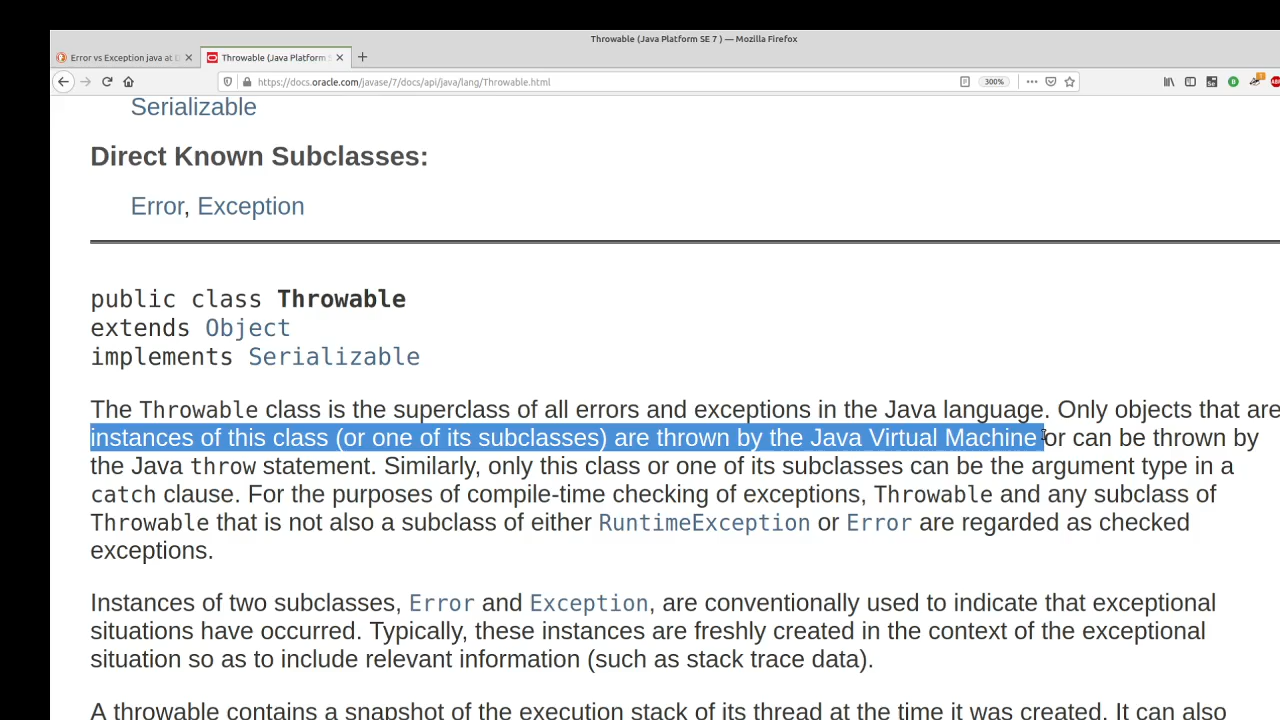 Throwable (Java Platform SE 7 ) — Mozilla Firefox
Error vs Exception java at D
Throwable (Java Platform S
https://docs.oracle.com/javase/7/docs/api/java/lang/Throwable.html
300%
Serializable
Direct Known Subclasses:
Error, Exception
public class Throwable
extends Object
implements Serializable
The Throwable class is the superclass of all errors and exceptions in the Java language. Only objects that are
instances of this class (or one of its subclasses) are thrown by the Java Virtual Machine or can be thrown by
the Java throw statement. Similarly, only this class or one of its subclasses can be the argument type in a
catch clause. For the purposes of compile-time checking of exceptions, Throwable and any subclass of
Throwable that is not also a subclass of either RuntimeException or Error are regarded as checked
exceptions.
Instances of two subclasses, Error and Exception, are conventionally used to indicate that exceptional
situations have occurred. Typically, these instances are freshly created in the context of the exceptional
situation so as to include relevant information (such as stack trace data).
A throwable contains a snapshot of the execution stack of its thread at the time it was created. It can also